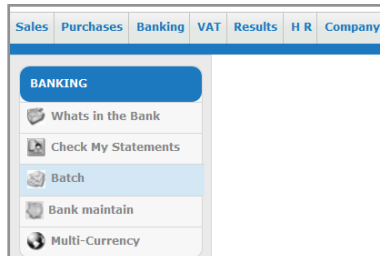 Sales Purchases Banking VAT Results H R Company
BANKING
Whats in the Bank
Check My Statements
Batch
Bank maintain
Multi-Currency